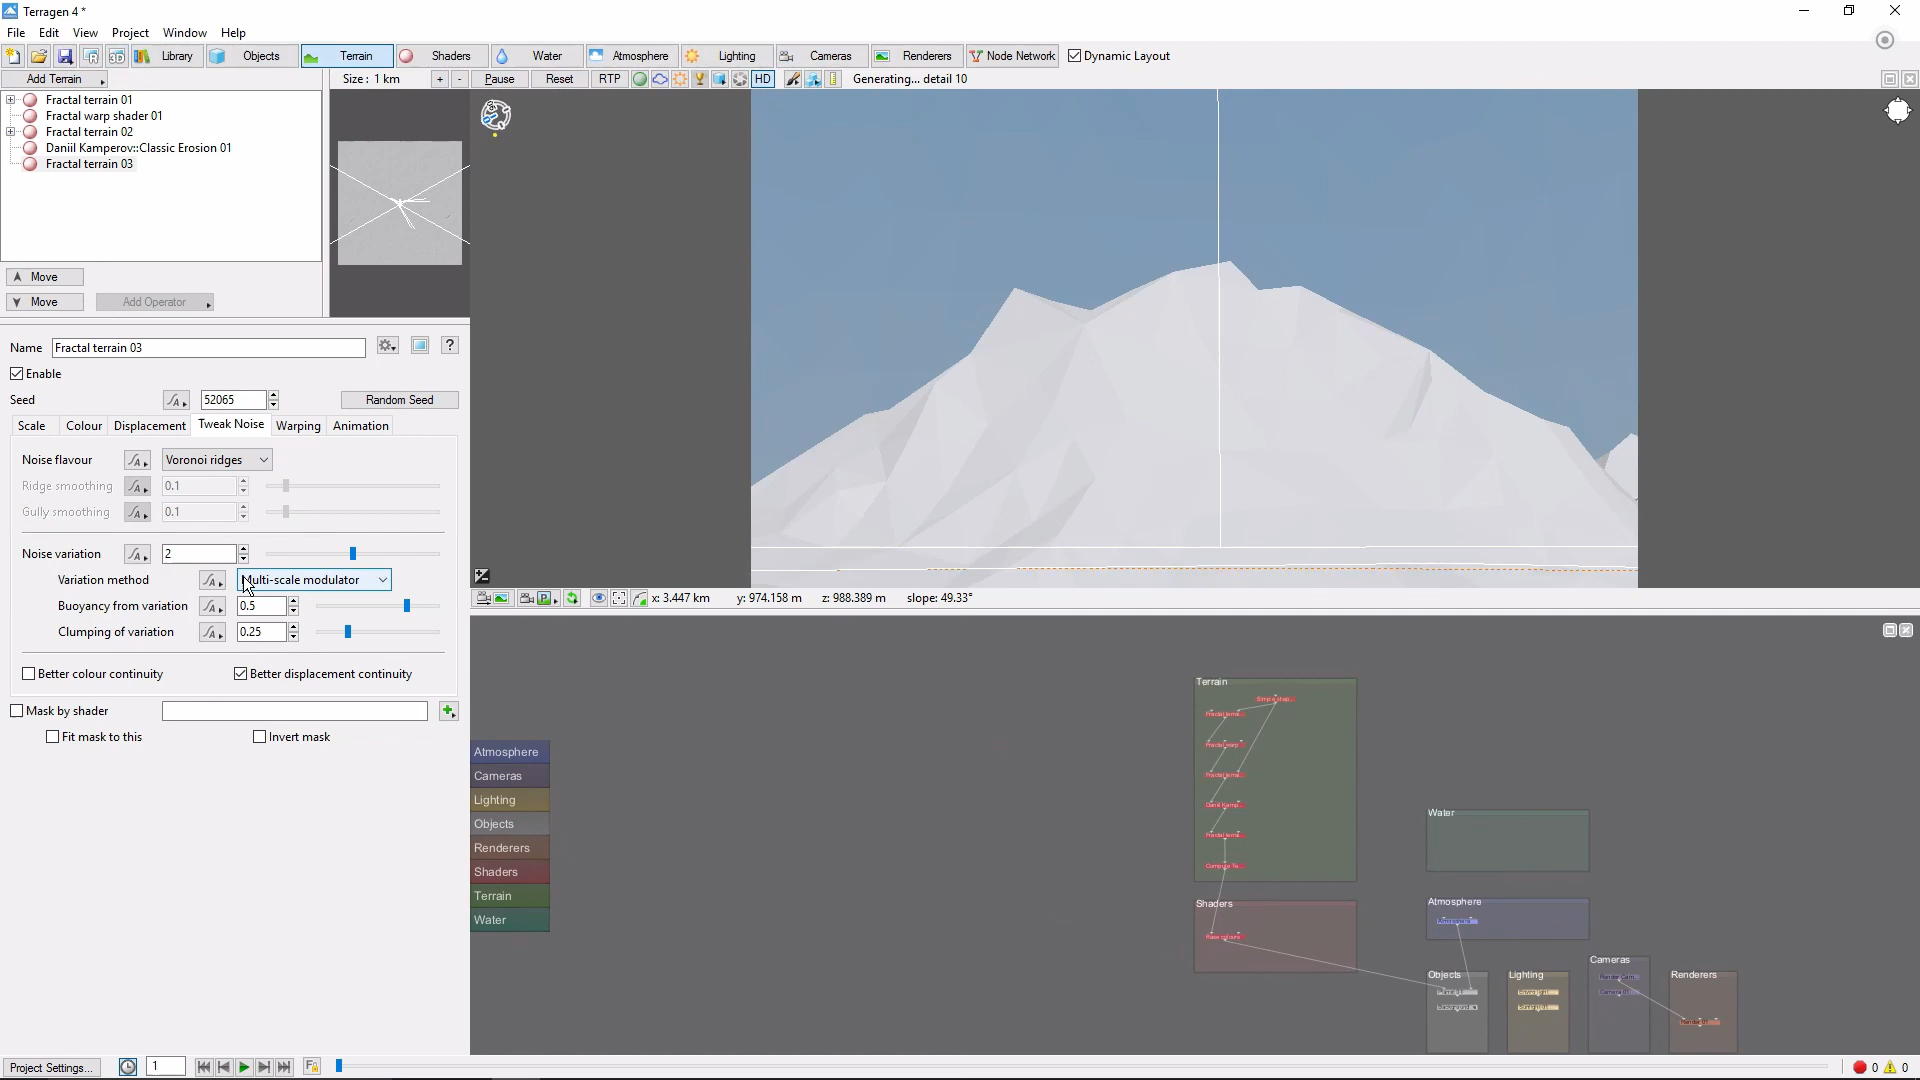 Terragen 4 *
File Edit View Project Window Help
Library Objects Terrain Shaders Water Atmosphere Lighting Cameras Renderers Node Network Dynamic Layout
Add Terrain Size : 1 km + - Pause Reset RTP HD Generating... detail 10
Fractal terrain 01
Fractal warp shader 01
Fractal terrain 02
Daniil Kamperov::Classic Erosion 01
Fractal terrain 03
Move
Move Add Operator
Name Fractal terrain 03 ?
Enable
Seed 52065 Random Seed
Scale Colour Displacement Tweak Noise Warping Animation
Noise flavour Voronoi ridges
Ridge smoothing 0.1
Gully smoothing 0.1
Noise variation 2
Variation method Multi-scale modulator
Buoyancy from variation 0.5
Clumping of variation 0.25
Better colour continuity Better displacement continuity
Mask by shader
Fit mask to this Invert mask
x: 3.447 km y: 974.158 m z: 988.389 m slope: 49.33°
Atmosphere
Cameras
Lighting
Objects
Renderers
Shaders
Terrain
Water
Terrain
Water
Shaders
Atmosphere
Cameras
Objects Lighting Renderers
Project Settings... 1 0 0